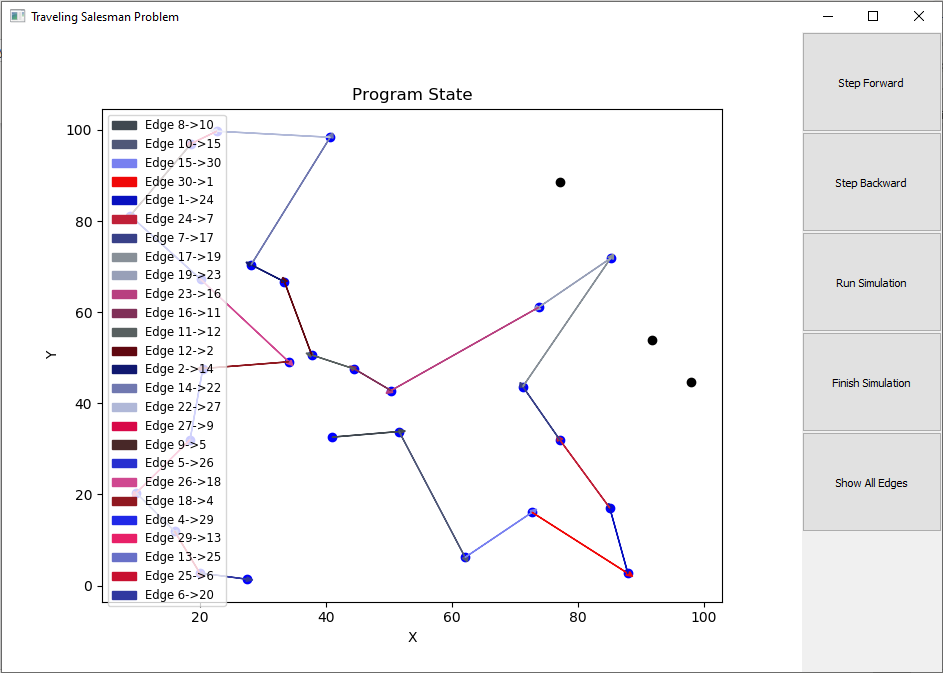 Traveling Salesman Problem
Program State
Y
100
80
60
40
20
0
Edge 8->10
Edge 10->15
Edge 15->30
Edge 30->1
Edge 1->24
Edge 24->7
Edge 7->17
Edge 17->19
Edge 19->23
Edge 23->16
Edge 16->11
Edge 11->12
Edge 12->2
Edge 2->14
Edge 14->22
Edge 22->27
Edge 27->9
Edge 9->5
Edge 5->26
Edge 26->18
Edge 18->4
Edge 4->29
Edge 29->13
Edge 13->25
Edge 25->6
Edge 6->20
20
40
60
80
100
X
Step Forward
Step Backward
Run Simulation
Finish Simulation
Show All Edges